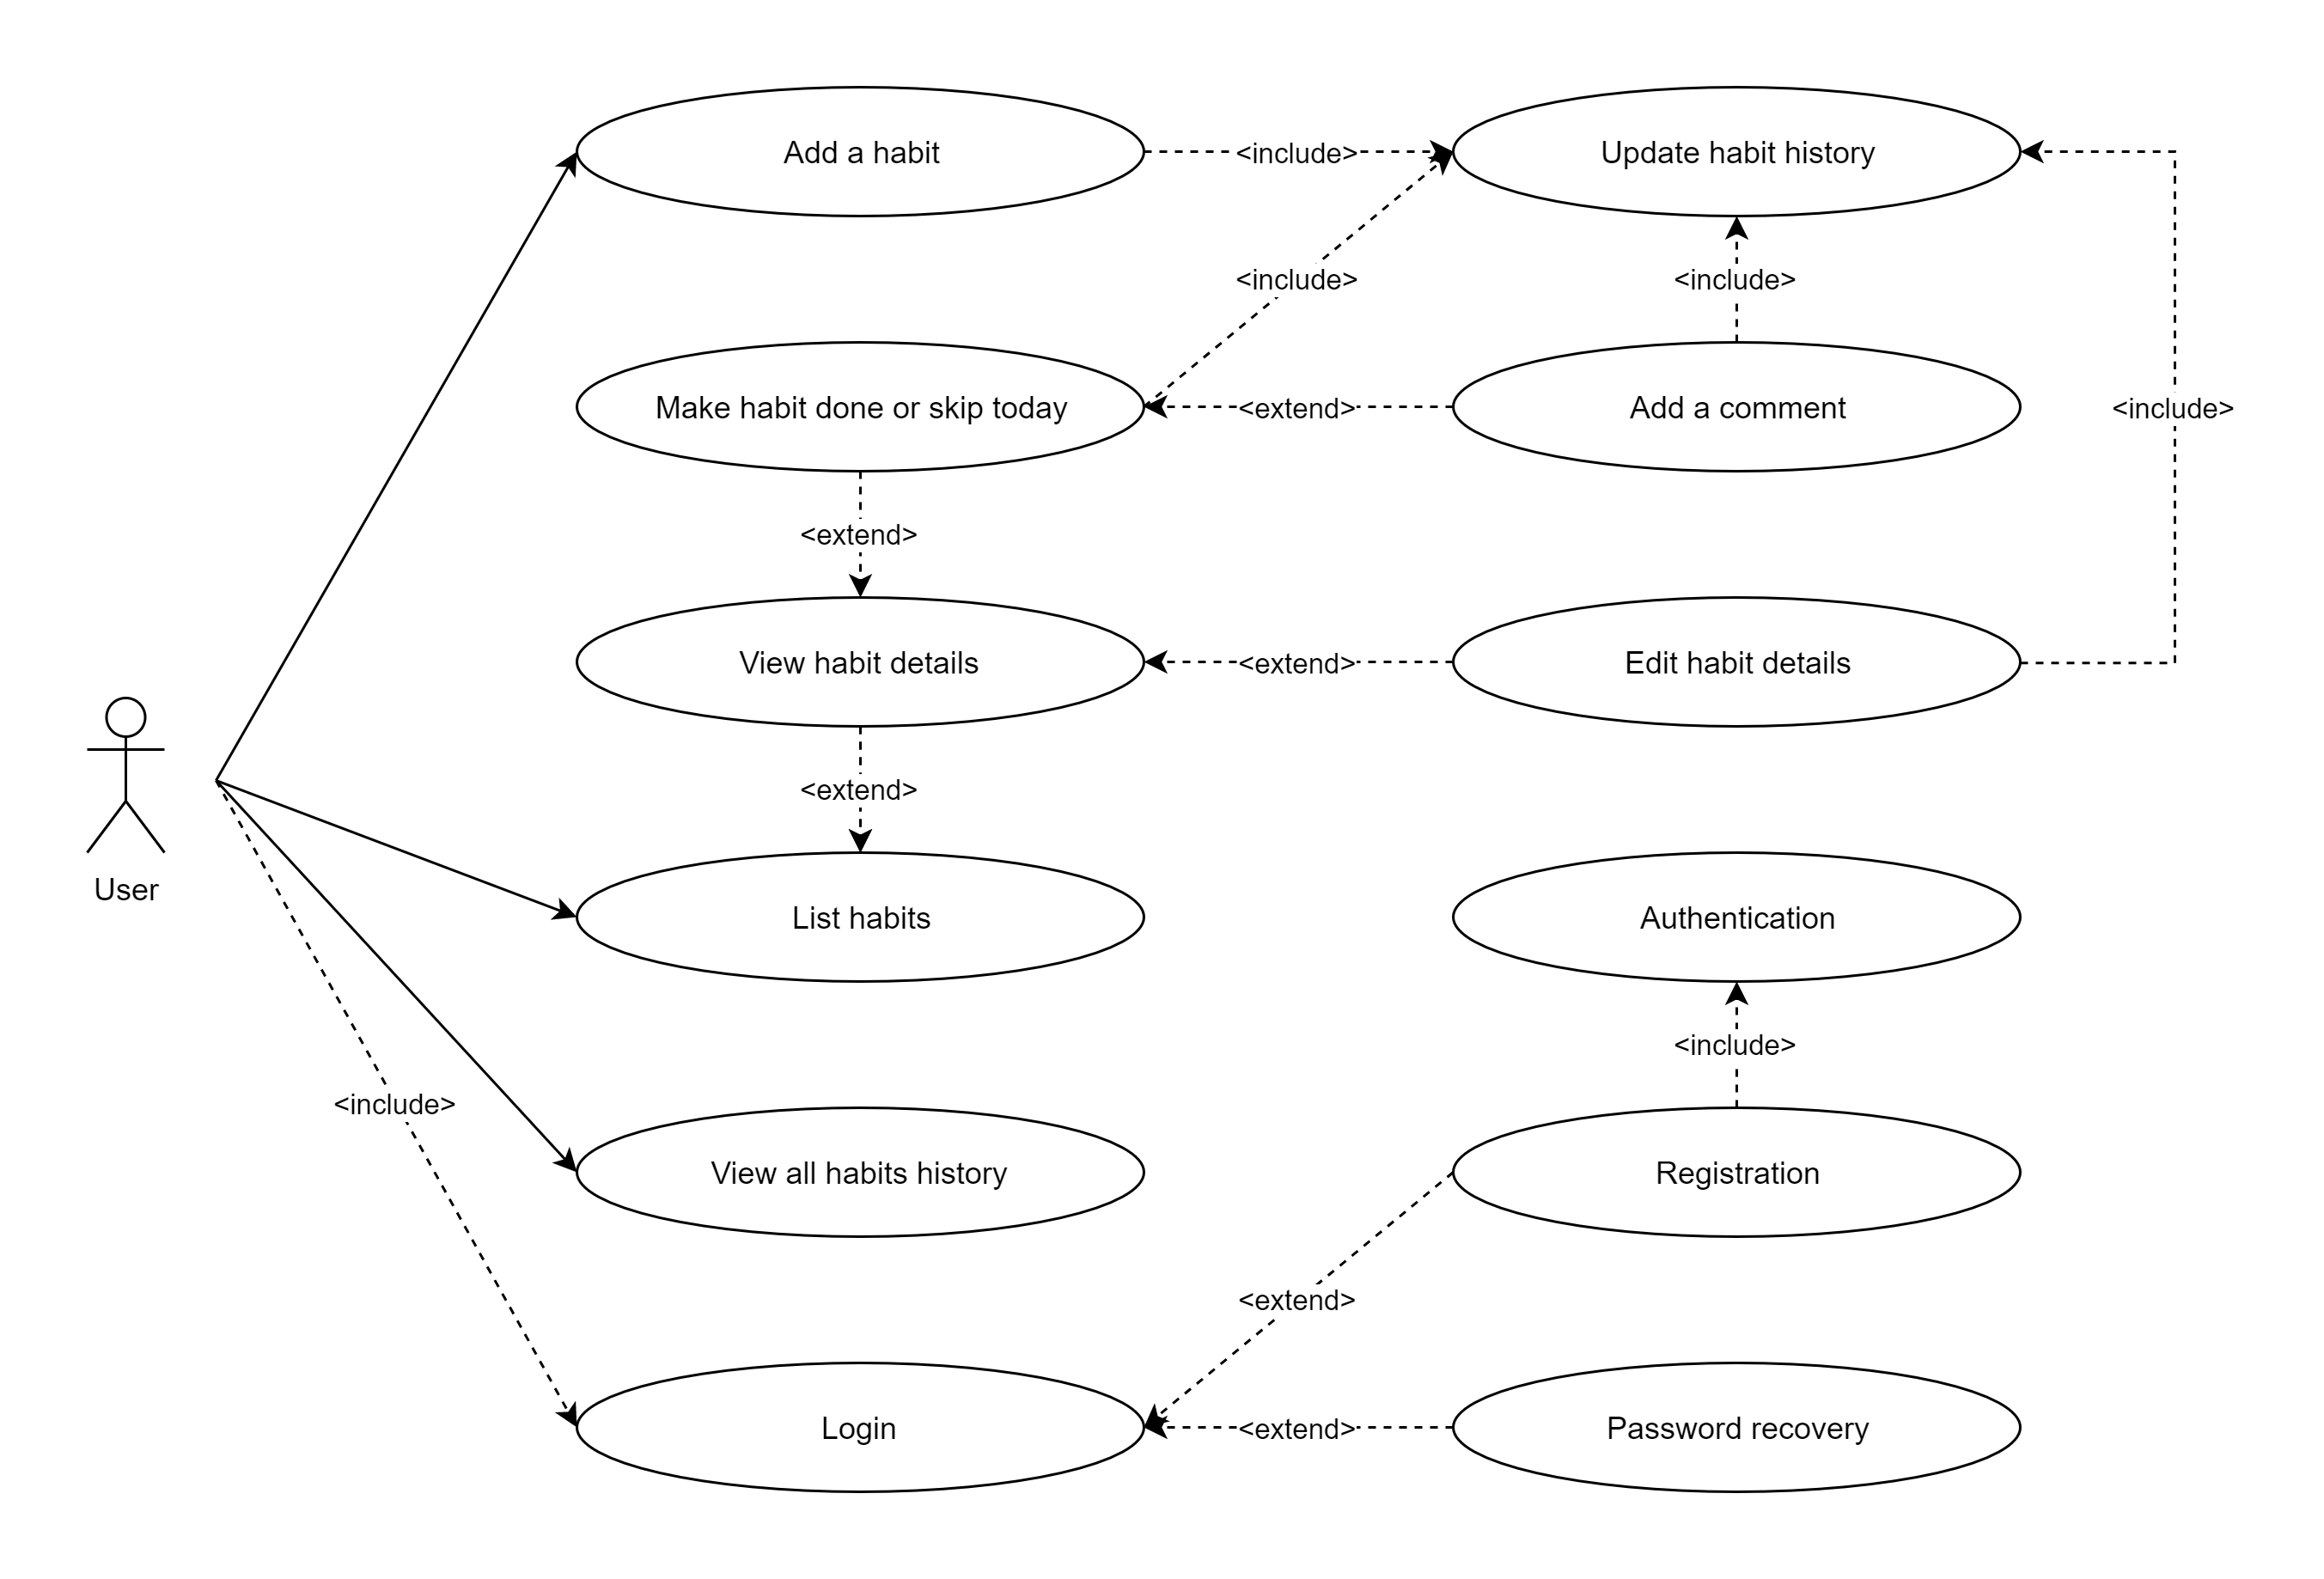 Add a habit
<include>
Update habit history
<include>
<include>
Make habit done or skip today
<extend>
Add a comment
<include>
<extend>
View habit details
<extend>
Edit habit details
<extend>
User
List habits
Authentication
<include>
<include>
View all habits history
Registration
<extend>
Login
<extend>
Password recovery